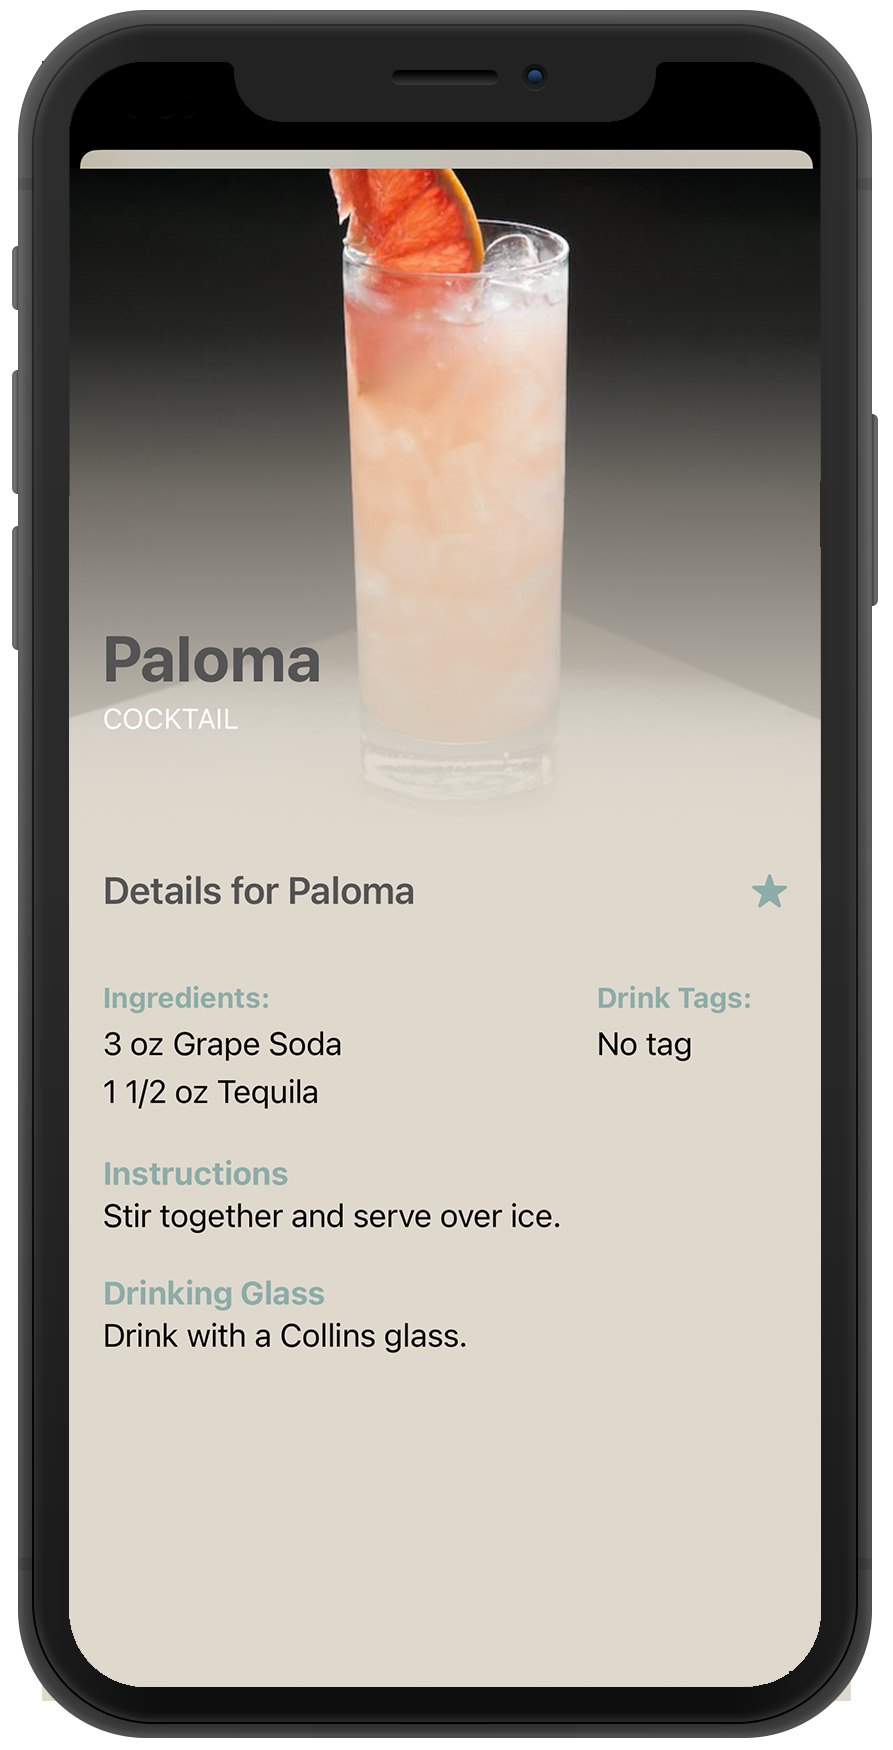 Paloma
COCKTAIL
Details for Paloma
Ingredients:
Drink Tags:
3 oz Grape Soda
No tag
1 1/2 oz Tequila
Instructions
Stir together and serve over ice.
Drinking Glass
Drink with a Collins glass.